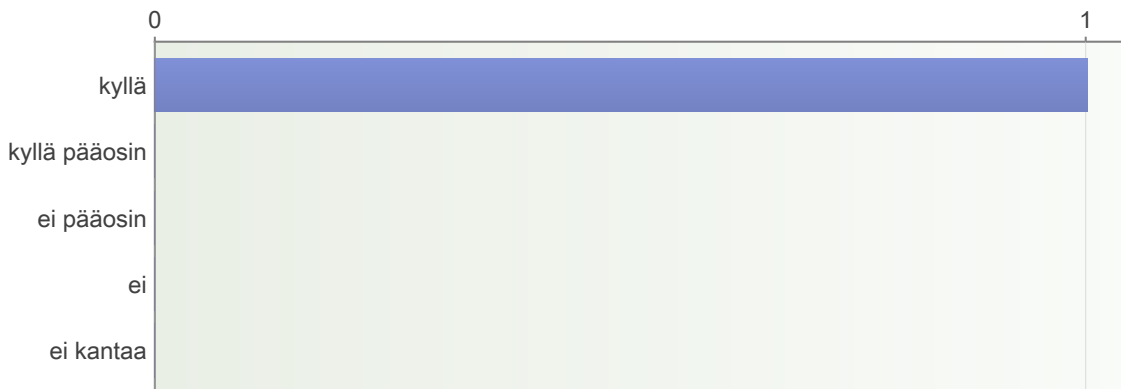 0 1
kyllä
kyllä pääosin
ei pääosin
ei
ei kantaa